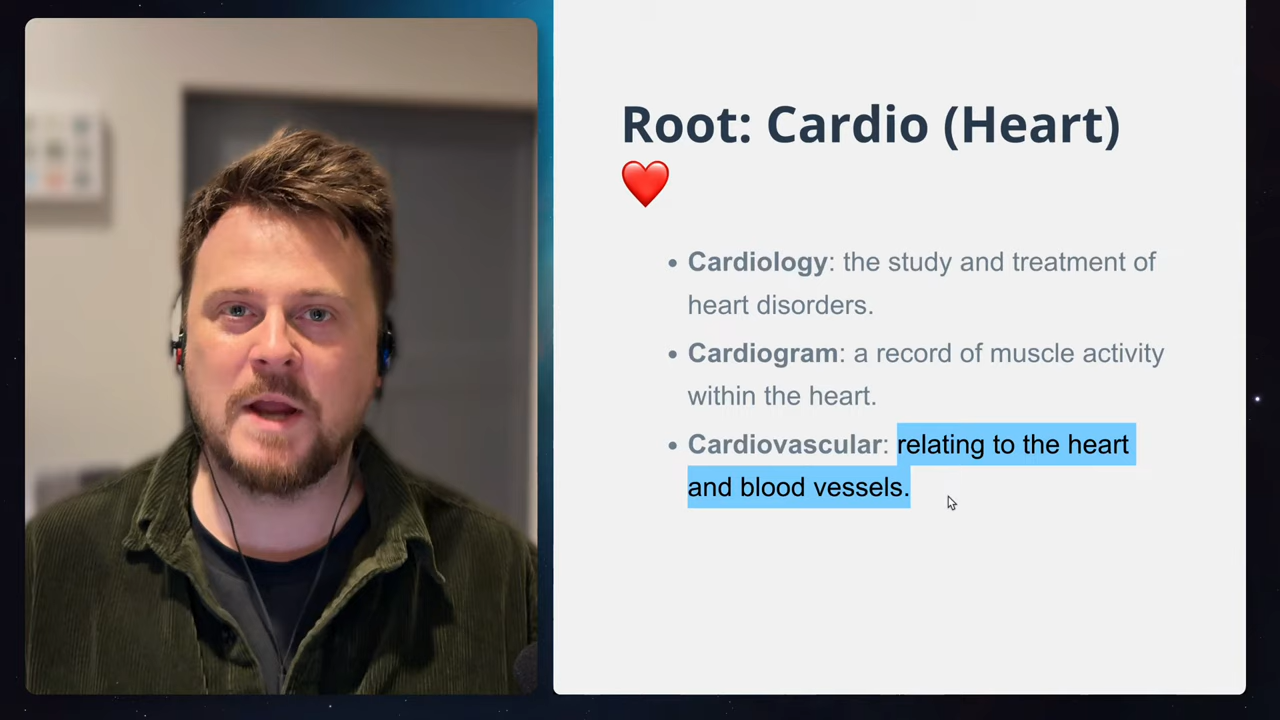 Root: Cardio (Heart)
❤️
• Cardiology: the study and treatment of
heart disorders.
• Cardiogram: a record of muscle activity
within the heart.
• Cardiovascular: relating to the heart
and blood vessels.